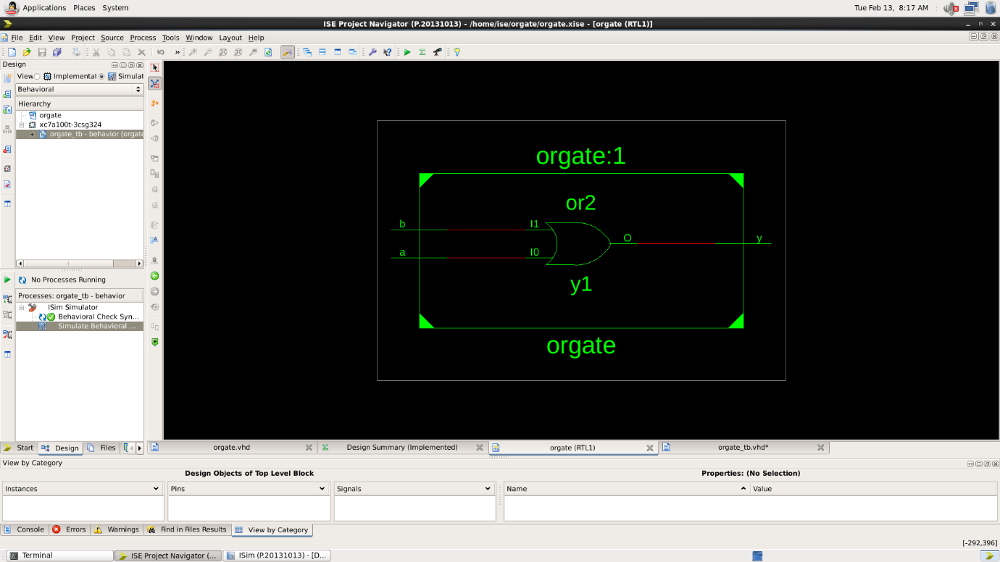 Applications Places System Tue Feb 13, 8:17 AM
ISE Project Navigator (P.20131013) - /home/ise/orgate/orgate.xise - [orgate (RTL1)]
File Edit View Project Source Process Tools Window Layout Help
»
Design
View: Implementat Simulat
Behavioral
Hierarchy
orgate
xc7a100t-3csg324
orgate_tb - behavior (orgate
No Processes Running
Processes: orgate_tb - behavior
ISim Simulator
Behavioral Check Syn...
Simulate Behavioral ...
Start Design Files
orgate:1
or2
b I1
O y
a I0
y1
orgate
orgate.vhd Design Summary (Implemented) orgate (RTL1) orgate_tb.vhd*
View by Category
Design Objects of Top Level Block Properties: (No Selection)
Instances Pins Signals Name Value
Console Errors Warnings Find in Files Results View by Category
[-292,396]
Terminal ISE Project Navigator (... ISim (P.20131013) - [D...